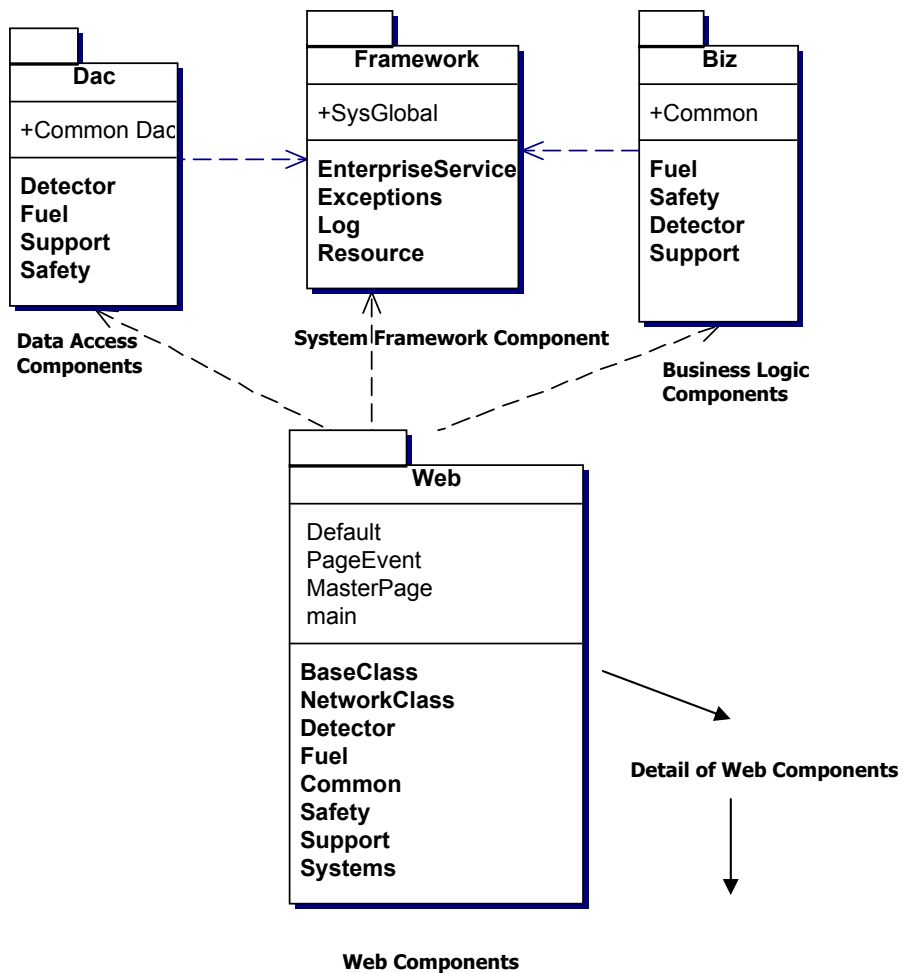 Dac
+Common Dac
Detector
Fuel
Support
Safety
Data Access
Components
Framework
+SysGlobal
EnterpriseService
Exceptions
Log
Resource
System Framework Component
Biz
+Common
Fuel
Safety
Detector
Support
Business Logic
Components
Web
Default
PageEvent
MasterPage
main
BaseClass
NetworkClass
Detector
Fuel
Common
Safety
Support
Systems
Detail of Web Components
Web Components